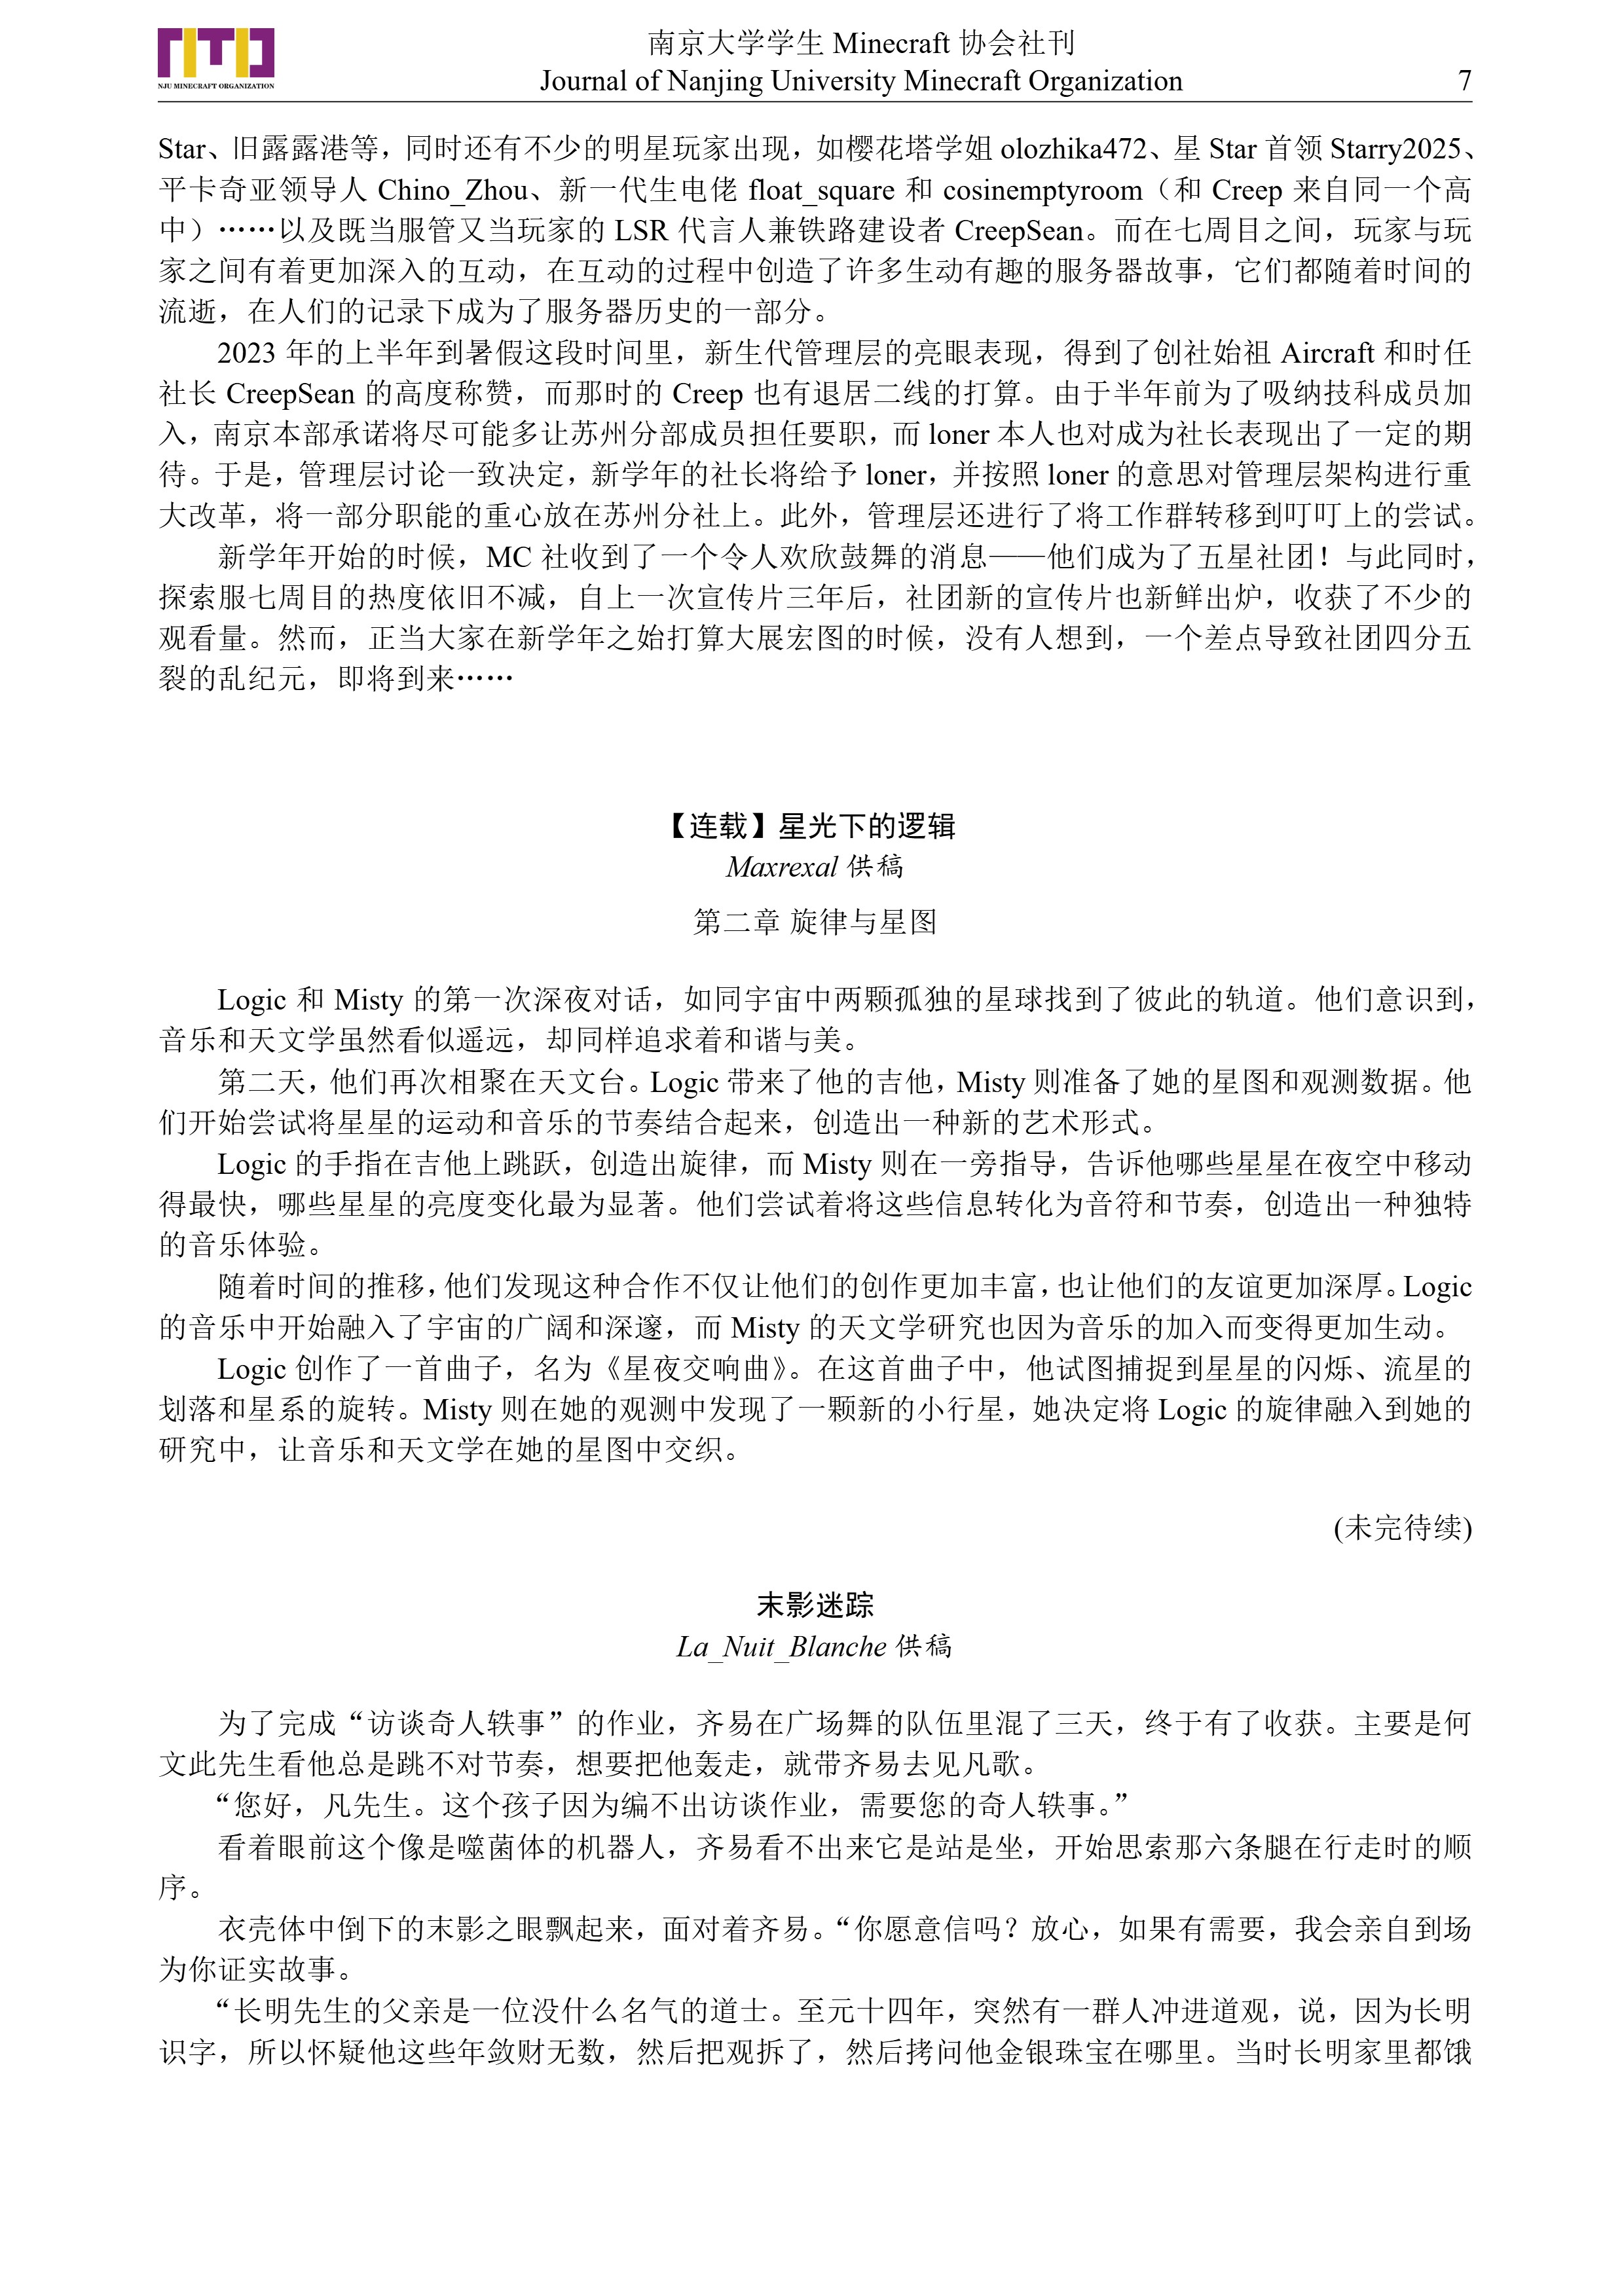 NJU MINECRAFT ORGANIZATION
南京大学学生 Minecraft 协会社刊
Journal of Nanjing University Minecraft Organization
7
Star、旧露露港等，同时还有不少的明星玩家出现，如樱花塔学姐 olozhika472、星 Star 首领 Starry2025、
平卡奇亚领导人 Chino_Zhou、新一代生电佬 float_square 和 cosinemptyroom（和 Creep 来自同一个高
中）……以及既当服管又当玩家的 LSR 代言人兼铁路建设者 CreepSean。而在七周目之间，玩家与玩
家之间有着更加深入的互动，在互动的过程中创造了许多生动有趣的服务器故事，它们都随着时间的
流逝，在人们的记录下成为了服务器历史的一部分。
2023 年的上半年到暑假这段时间里，新生代管理层的亮眼表现，得到了创社始祖 Aircraft 和时任
社长 CreepSean 的高度称赞，而那时的 Creep 也有退居二线的打算。由于半年前为了吸纳技科成员加
入，南京本部承诺将尽可能多让苏州分部成员担任要职，而 loner 本人也对成为社长表现出了一定的期
待。于是，管理层讨论一致决定，新学年的社长将给予 loner，并按照 loner 的意思对管理层架构进行重
大改革，将一部分职能的重心放在苏州分社上。此外，管理层还进行了将工作群转移到叮叮上的尝试。
新学年开始的时候，MC 社收到了一个令人欢欣鼓舞的消息——他们成为了五星社团！与此同时，
探索服七周目的热度依旧不减，自上一次宣传片三年后，社团新的宣传片也新鲜出炉，收获了不少的
观看量。然而，正当大家在新学年之始打算大展宏图的时候，没有人想到，一个差点导致社团四分五
裂的乱纪元，即将到来……
【连载】星光下的逻辑
Maxrexal 供稿
第二章 旋律与星图
Logic 和 Misty 的第一次深夜对话，如同宇宙中两颗孤独的星球找到了彼此的轨道。他们意识到，
音乐和天文学虽然看似遥远，却同样追求着和谐与美。
第二天，他们再次相聚在天文台。Logic 带来了他的吉他，Misty 则准备了她的星图和观测数据。他
们开始尝试将星星的运动和音乐的节奏结合起来，创造出一种新的艺术形式。
Logic 的手指在吉他上跳跃，创造出旋律，而 Misty 则在一旁指导，告诉他哪些星星在夜空中移动
得最快，哪些星星的亮度变化最为显著。他们尝试着将这些信息转化为音符和节奏，创造出一种独特
的音乐体验。
随着时间的推移，他们发现这种合作不仅让他们的创作更加丰富，也让他们的友谊更加深厚。Logic
的音乐中开始融入了宇宙的广阔和深邃，而 Misty 的天文学研究也因为音乐的加入而变得更加生动。
Logic 创作了一首曲子，名为《星夜交响曲》。在这首曲子中，他试图捕捉到星星的闪烁、流星的
划落和星系的旋转。Misty 则在她的观测中发现了一颗新的小行星，她决定将 Logic 的旋律融入到她的
研究中，让音乐和天文学在她的星图中交织。
(未完待续)
末影迷踪
La_Nuit_Blanche 供稿
为了完成“访谈奇人轶事”的作业，齐易在广场舞的队伍里混了三天，终于有了收获。主要是何
文此先生看他总是跳不对节奏，想要把他轰走，就带齐易去见凡歌。
“您好，凡先生。这个孩子因为编不出访谈作业，需要您的奇人轶事。”
看着眼前这个像是噬菌体的机器人，齐易看不出来它是站是坐，开始思索那六条腿在行走时的顺
序。
衣壳体中倒下的末影之眼飘起来，面对着齐易。“你愿意信吗？放心，如果有需要，我会亲自到场
为你证实故事。
“长明先生的父亲是一位没什么名气的道士。至元十四年，突然有一群人冲进道观，说，因为长明
识字，所以怀疑他这些年敛财无数，然后把观拆了，然后拷问他金银珠宝在哪里。当时长明家里都饿